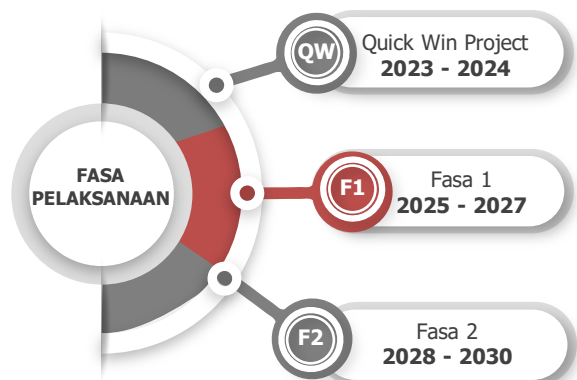 FASA
PELAKSANAAN
QW
Quick Win Project
2023 - 2024
F1
Fasa 1
2025 - 2027
F2
Fasa 2
2028 - 2030